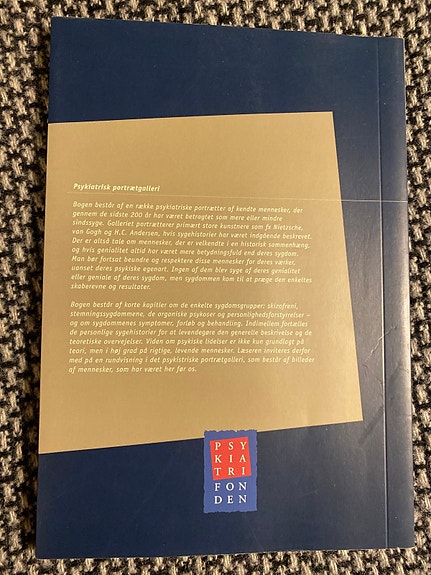 Psykiatrisk portrætgalleri
Bogen består af en række psykiatriske portrætter af kendte mennesker, der
gennem de sidste 200 år har været betragtet som mere eller mindre
sindssyge. Galleriet portrætterer primært store kunstnere som fx Nietzsche,
van Gogh og H.C. Andersen, hvis sygehistorier har været indgående beskrevet.
Der er altså tale om mennesker, der er velkendte i en historisk sammenhæng,
og hvis genialitet altid har været mere betydningsfuld end deres sygdom.
Man bør fortsat beundre og respektere disse mennesker for deres værker,
uanset deres psykiske egenart. Ingen af dem blev syge af deres genialitet
eller geniale af deres sygdom, men sygdommen kom til at præge den enkeltes
skaberevne og resultater.
Bogen består af korte kapitler om de enkelte sygdomsgrupper: skizofreni,
stemningssygdommene, de organiske psykoser og personlighedsforstyrrelser –
og om sygdommenes symptomer, forløb og behandling. Indimellem fortælles
de personlige sygehistorier for at levendegøre den generelle beskrivelse og de
teoretiske overvejelser. Viden om psykiske lidelser er ikke kun grundlagt på
teori, men i høj grad på rigtige, levende mennesker. Læseren inviteres derfor
med på en rundvisning i det psykiatriske portrætgalleri, som består af billeder
af mennesker, som har været her før os.
PSY
KIA
TRI
FON
DEN